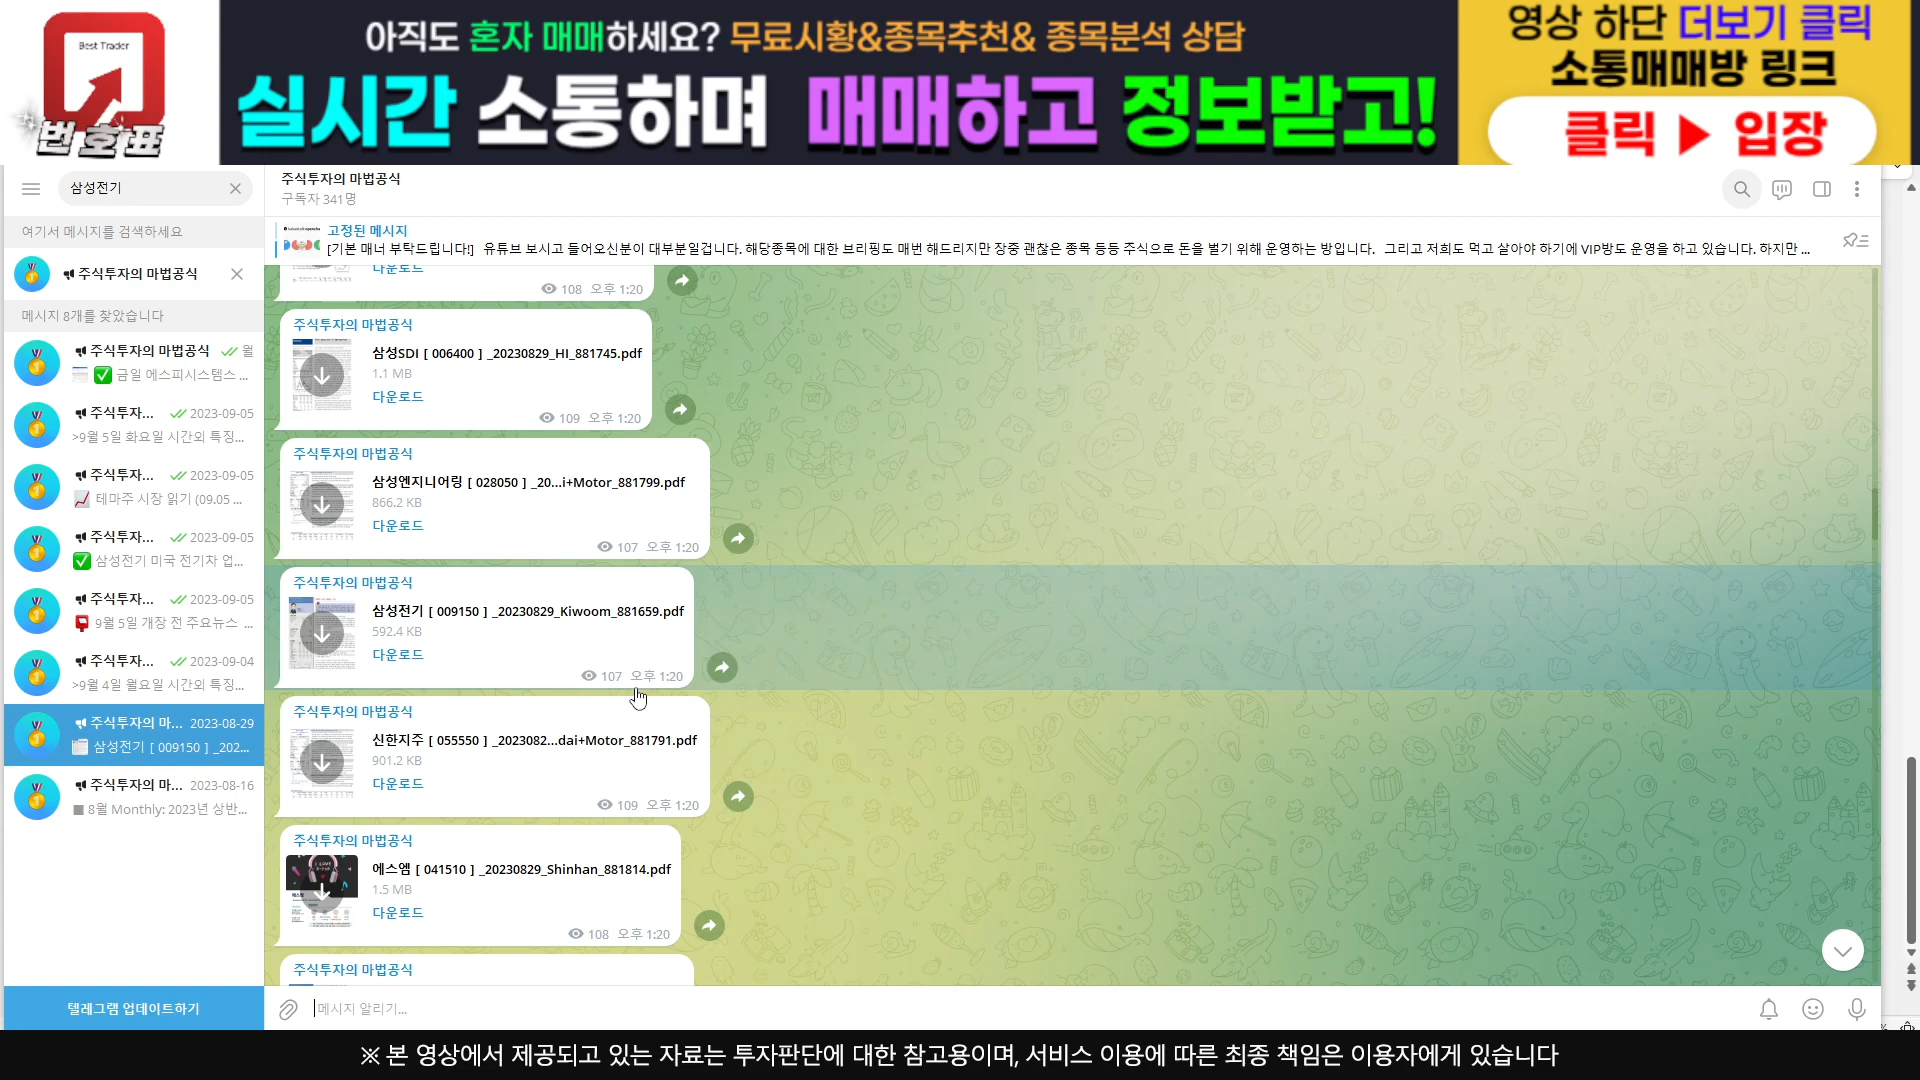 Best Trader
번호표
아직도 혼자 매매하세요? 무료시황&종목추천& 종목분석 상담
실시간 소통하며 매매하고 정보받고!
영상 하단 더보기 클릭
소통매매방 링크
클릭 ▶ 입장
삼성전기
여기서 메시지를 검색하세요
주식투자의 마법공식
메시지 8개를 찾았습니다
주식투자의 마법공식 월
✅ 금일 에스피시스템스 ...
주식투자... 2023-09-05
>9월 5일 화요일 시간외 특징...
주식투자... 2023-09-05
테마주 시장 읽기 (09.05 ...
주식투자... 2023-09-05
✅ 삼성전기 미국 전기차 업...
주식투자... 2023-09-05
9월 5일 개장 전 주요뉴스 ...
주식투자... 2023-09-04
>9월 4일 월요일 시간외 특징...
주식투자의 마... 2023-08-29
삼성전기 [ 009150 ] _202...
주식투자의 마... 2023-08-16
■ 8월 Monthly: 2023년 상반...
텔레그램 업데이트하기
주식투자의 마법공식
구독자 341명
고정된 메시지
[기본 매너 부탁드립니다!] 유튜브 보시고 들어오신분이 대부분일겁니다. 해당종목에 대한 브리핑도 매번 해드리지만 장중 괜찮은 종목 등등 주식으로 돈을 벌기 위해 운영하는 방입니다. 그리고 저희도 먹고 살아야 하기에 VIP방도 운영을 하고 있습니다. 하지만 ...
다운로드
108 오후 1:20
주식투자의 마법공식
삼성SDI [ 006400 ] _20230829_HI_881745.pdf
1.1 MB
다운로드
109 오후 1:20
주식투자의 마법공식
삼성엔지니어링 [ 028050 ] _20...i+Motor_881799.pdf
866.2 KB
다운로드
107 오후 1:20
주식투자의 마법공식
삼성전기 [ 009150 ] _20230829_Kiwoom_881659.pdf
592.4 KB
다운로드
107 오후 1:20
주식투자의 마법공식
신한지주 [ 055550 ] _2023082...dai+Motor_881791.pdf
901.2 KB
다운로드
109 오후 1:20
주식투자의 마법공식
에스엠 [ 041510 ] _20230829_Shinhan_881814.pdf
1.5 MB
다운로드
108 오후 1:20
주식투자의 마법공식
메시지 알리기...
※ 본 영상에서 제공되고 있는 자료는 투자판단에 대한 참고용이며, 서비스 이용에 따른 최종 책임은 이용자에게 있습니다